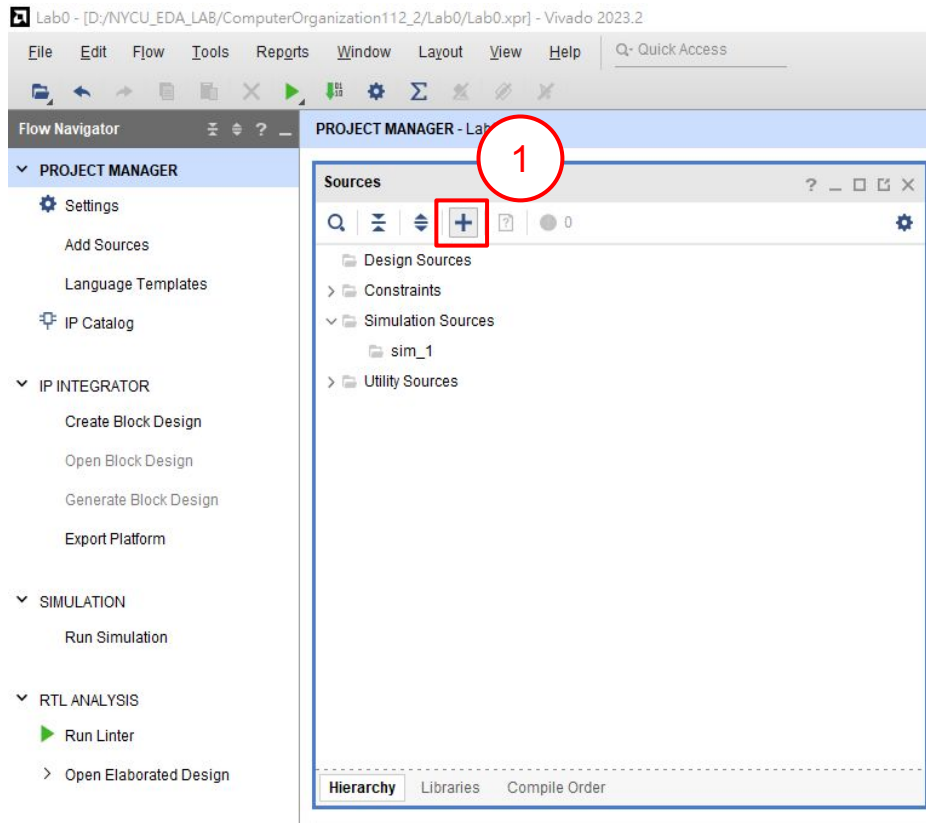 Lab0 - [D:/NYCU_EDA_LAB/ComputerOrganization112_2/Lab0/Lab0.xpr] - Vivado 2023.2
File Edit Flow Tools Reports Window Layout View Help Q- Quick Access
Flow Navigator ? _
PROJECT MANAGER - Lab
1
PROJECT MANAGER
Settings
Add Sources
Language Templates
IP Catalog
IP INTEGRATOR
Create Block Design
Open Block Design
Generate Block Design
Export Platform
SIMULATION
Run Simulation
RTL ANALYSIS
Run Linter
Open Elaborated Design
Sources ?
? 0
Design Sources
Constraints
Simulation Sources
sim_1
Utility Sources
Hierarchy Libraries Compile Order